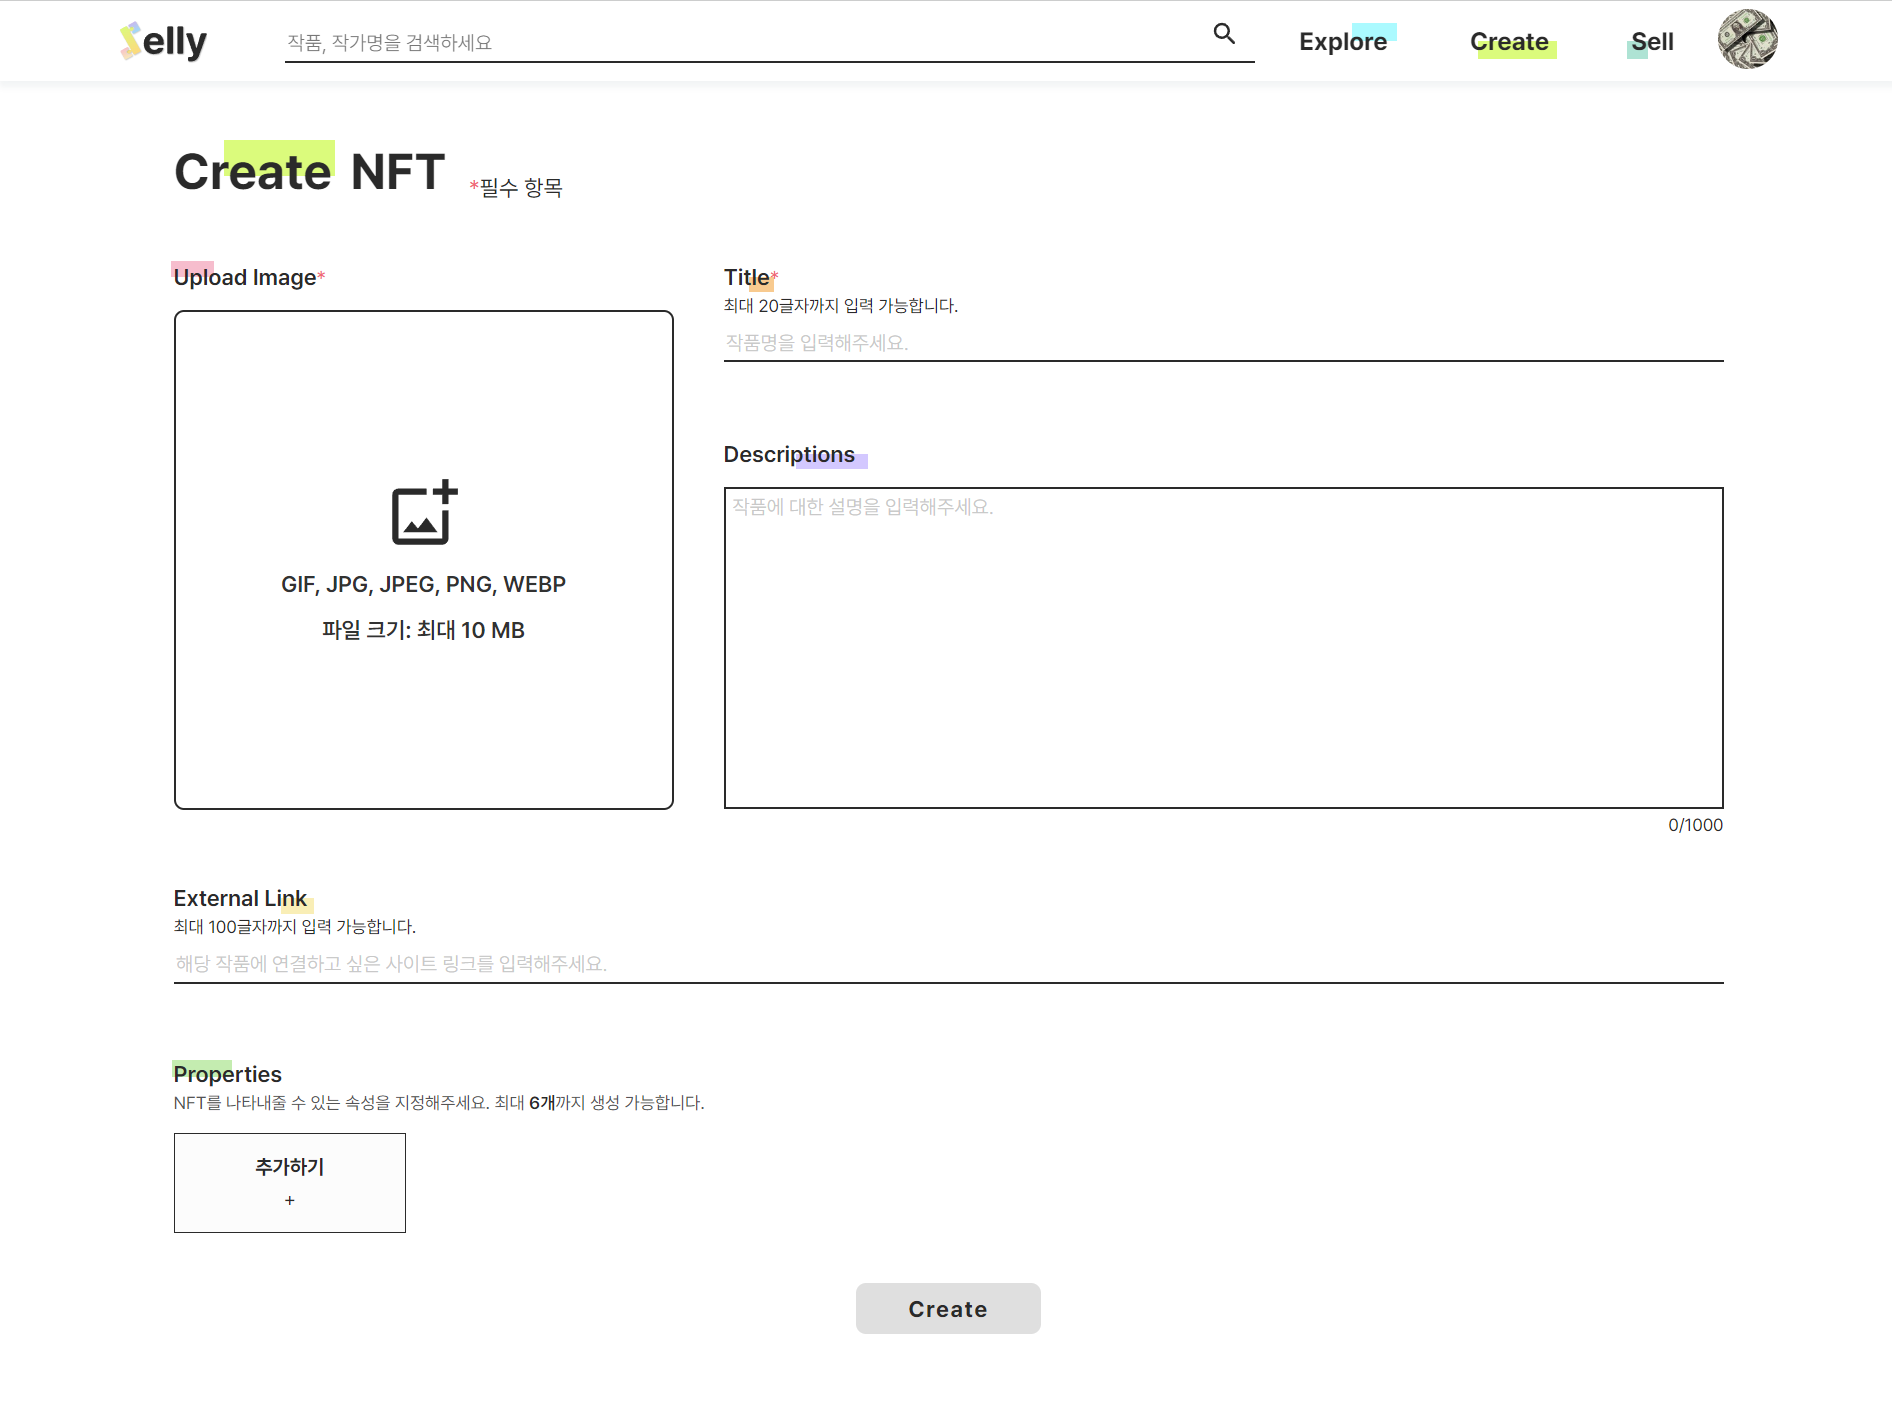 Selly
작품, 작가명을 검색하세요
Explore
Create
Sell
Create NFT
*필수 항목
Upload Image*
GIF, JPG, JPEG, PNG, WEBP
파일 크기: 최대 10 MB
Title*
최대 20글자까지 입력 가능합니다.
작품명을 입력해주세요.
Descriptions
작품에 대한 설명을 입력해주세요.
0/1000
External Link
최대 100글자까지 입력 가능합니다.
해당 작품에 연결하고 싶은 사이트 링크를 입력해주세요.
Properties
NFT를 나타내줄 수 있는 속성을 지정해주세요. 최대 6개까지 생성 가능합니다.
추가하기
+
Create